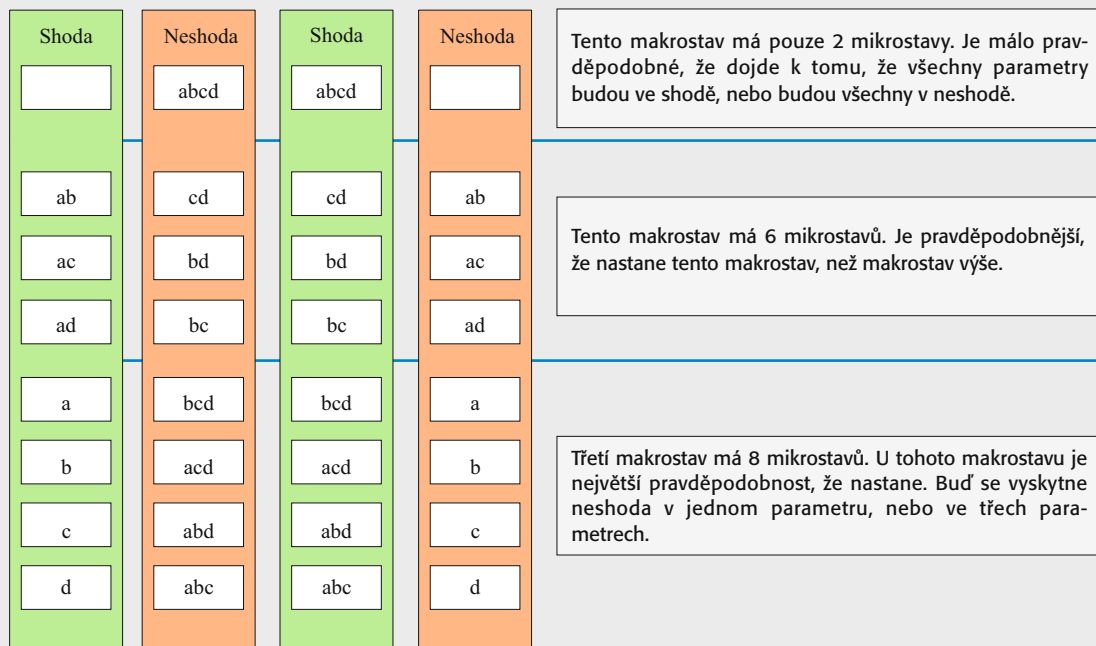 Shoda Neshoda Shoda Neshoda
abcd abcd
Tento makrostav má pouze 2 mikrostavy. Je málo prav-
děpodobné, že dojde k tomu, že všechny parametry
budou ve shodě, nebo budou všechny v neshodě.
ab cd cd ab
ac bd bd ac
ad bc bc ad
Tento makrostav má 6 mikrostavů. Je pravděpodobnější,
že nastane tento makrostav, než makrostav výše.
a bcd bcd a
b acd acd b
c abd abd c
d abc abc d
Třetí makrostav má 8 mikrostavů. U tohoto makrostavu je
největší pravděpodobnost, že nastane. Buď se vyskytne
neshoda v jednom parametru, nebo ve třech para-
metrech.